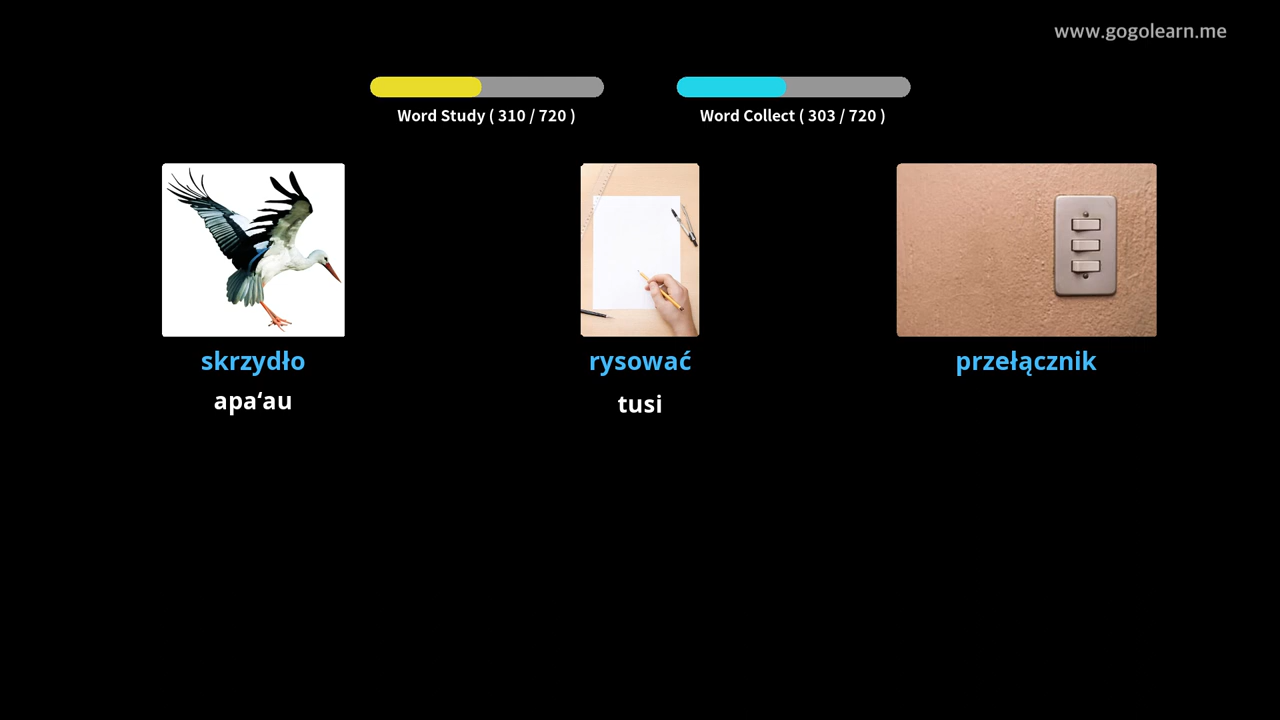 www.gogolearn.me
Word Study ( 310 / 720 )
Word Collect ( 303 / 720 )
skrzydło
rysować
przełącznik
apa‘au
tusi